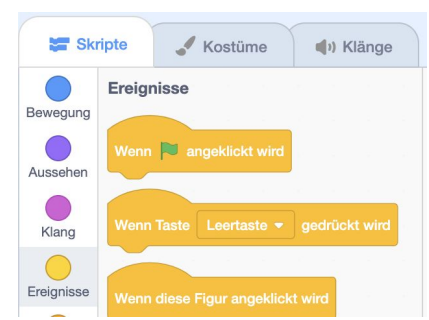 Skripte
Kostüme
Klänge
Bewegung
Aussehen
Klang
Ereignisse
Ereignisse
Wenn angeklickt wird
Wenn Taste Leertaste gedrückt wird
Wenn diese Figur angeklickt wird